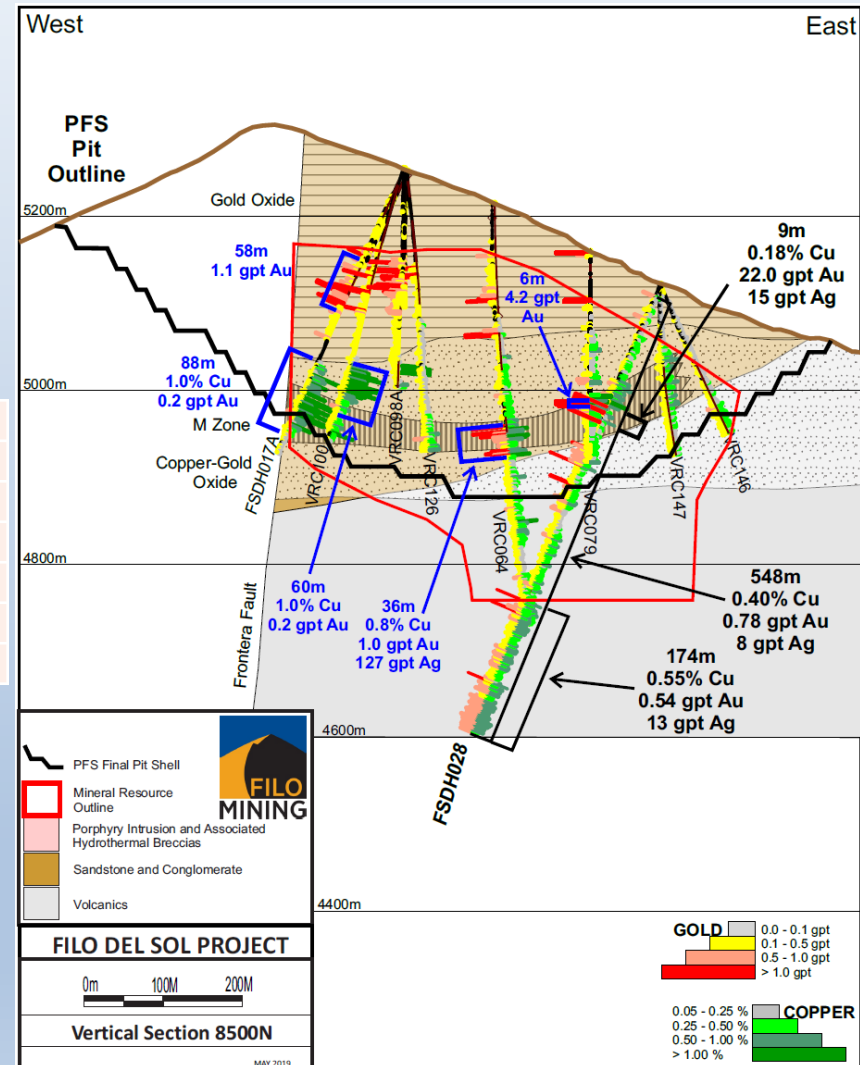 West
East
PFS
Pit
Outline
Gold Oxide
5200m
9m
0.18% Cu
22.0 gpt Au
15 gpt Ag
58m
1.1 gpt Au
6m
4.2 gpt
Au
88m
1.0% Cu
0.2 gpt Au
5000m
M Zone
Copper-Gold
Oxide
FSDH017A
VRC100
VRC098A
VRC126
VRC064
VRC079
VRC147
VRC146
4800m
60m
1.0% Cu
0.2 gpt Au
36m
0.8% Cu
1.0 gpt Au
127 gpt Ag
548m
0.40% Cu
0.78 gpt Au
8 gpt Ag
174m
0.55% Cu
0.54 gpt Au
13 gpt Ag
Frontera Fault
4600m
FSDH028
4400m
FILO
MINING
PFS Final Pit Shell
Mineral Resource
Outline
Porphyry Intrusion and Associated
Hydrothermal Breccias
Sandstone and Conglomerate
Volcanics
FILO DEL SOL PROJECT
0m 100M 200M
Vertical Section 8500N
MAY 2019
GOLD
0.0 - 0.1 gpt
0.1 - 0.5 gpt
0.5 - 1.0 gpt
> 1.0 gpt
COPPER
0.05 - 0.25 %
0.25 - 0.50 %
0.50 - 1.00 %
> 1.00 %